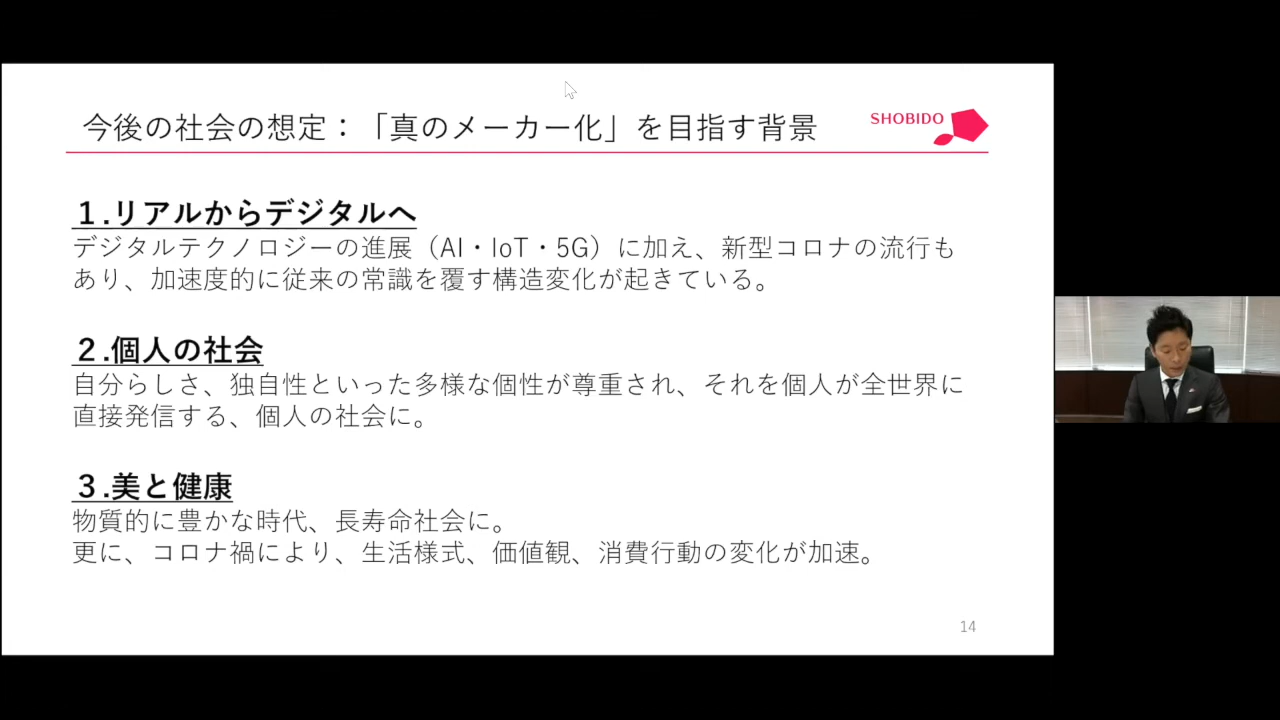 今後の社会の想定：「真のメーカー化」を目指す背景
SHOBIDO
１.リアルからデジタルへ
デジタルテクノロジーの進展（AI・IoT・5G）に加え、新型コロナの流行も
あり、加速度的に従来の常識を覆す構造変化が起きている。
２.個人の社会
自分らしさ、独自性といった多様な個性が尊重され、それを個人が全世界に
直接発信する、個人の社会に。
３.美と健康
物質的に豊かな時代、長寿命社会に。
更に、コロナ禍により、生活様式、価値観、消費行動の変化が加速。
14